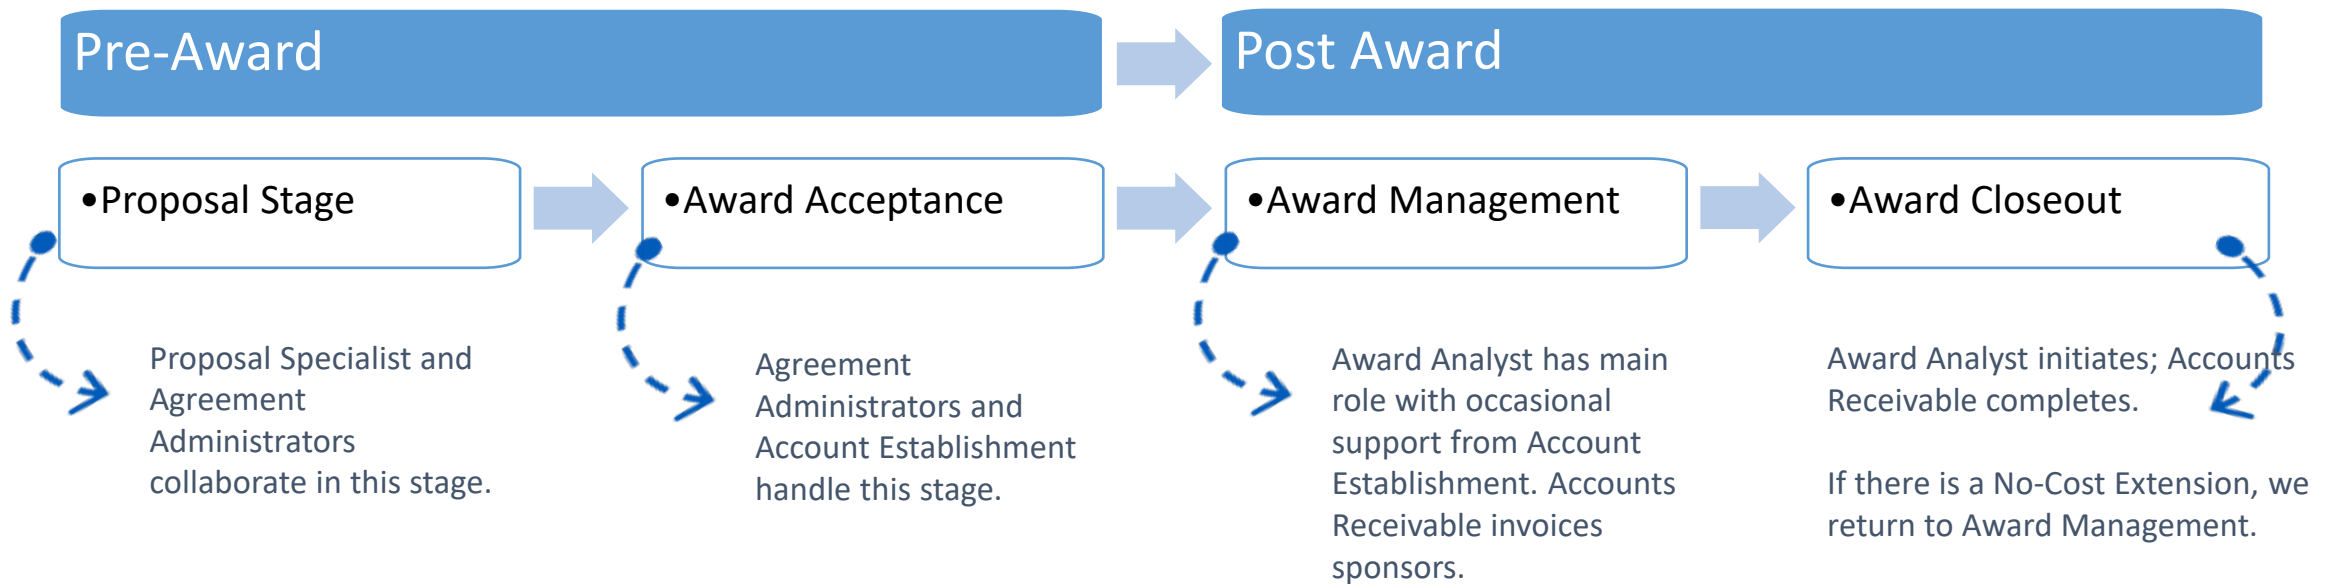 Pre-Award
Post Award
•Proposal Stage
•Award Acceptance
•Award Management
•Award Closeout
Proposal Specialist and
Agreement
Administrators
collaborate in this stage.
Agreement
Administrators and
Account Establishment
handle this stage.
Award Analyst has main
role with occasional
support from Account
Establishment. Accounts
Receivable invoices
sponsors.
Award Analyst initiates; Accounts
Receivable completes.
If there is a No-Cost Extension, we
return to Award Management.